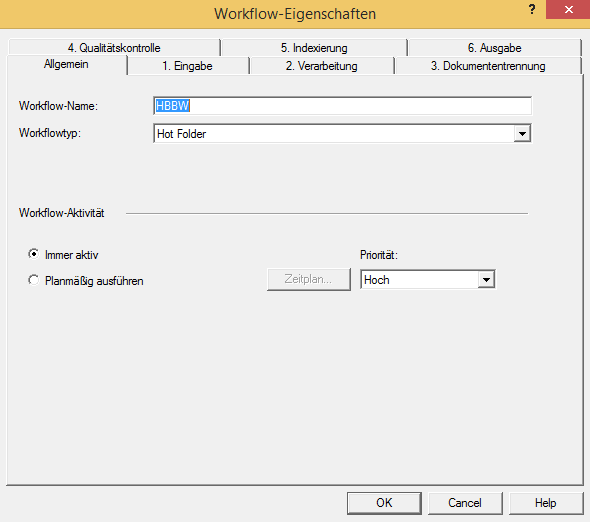 Workflow-Eigenschaften
?
4. Qualitätskontrolle
5. Indexierung
6. Ausgabe
Allgemein
1. Eingabe
2. Verarbeitung
3. Dokumententrennung
Workflow-Name:
HBBW
Workflowtyp:
Hot Folder
Workflow-Aktivität
Immer aktiv
Priorität:
Planmäßig ausführen
Zeitplan...
Hoch
OK
Cancel
Help